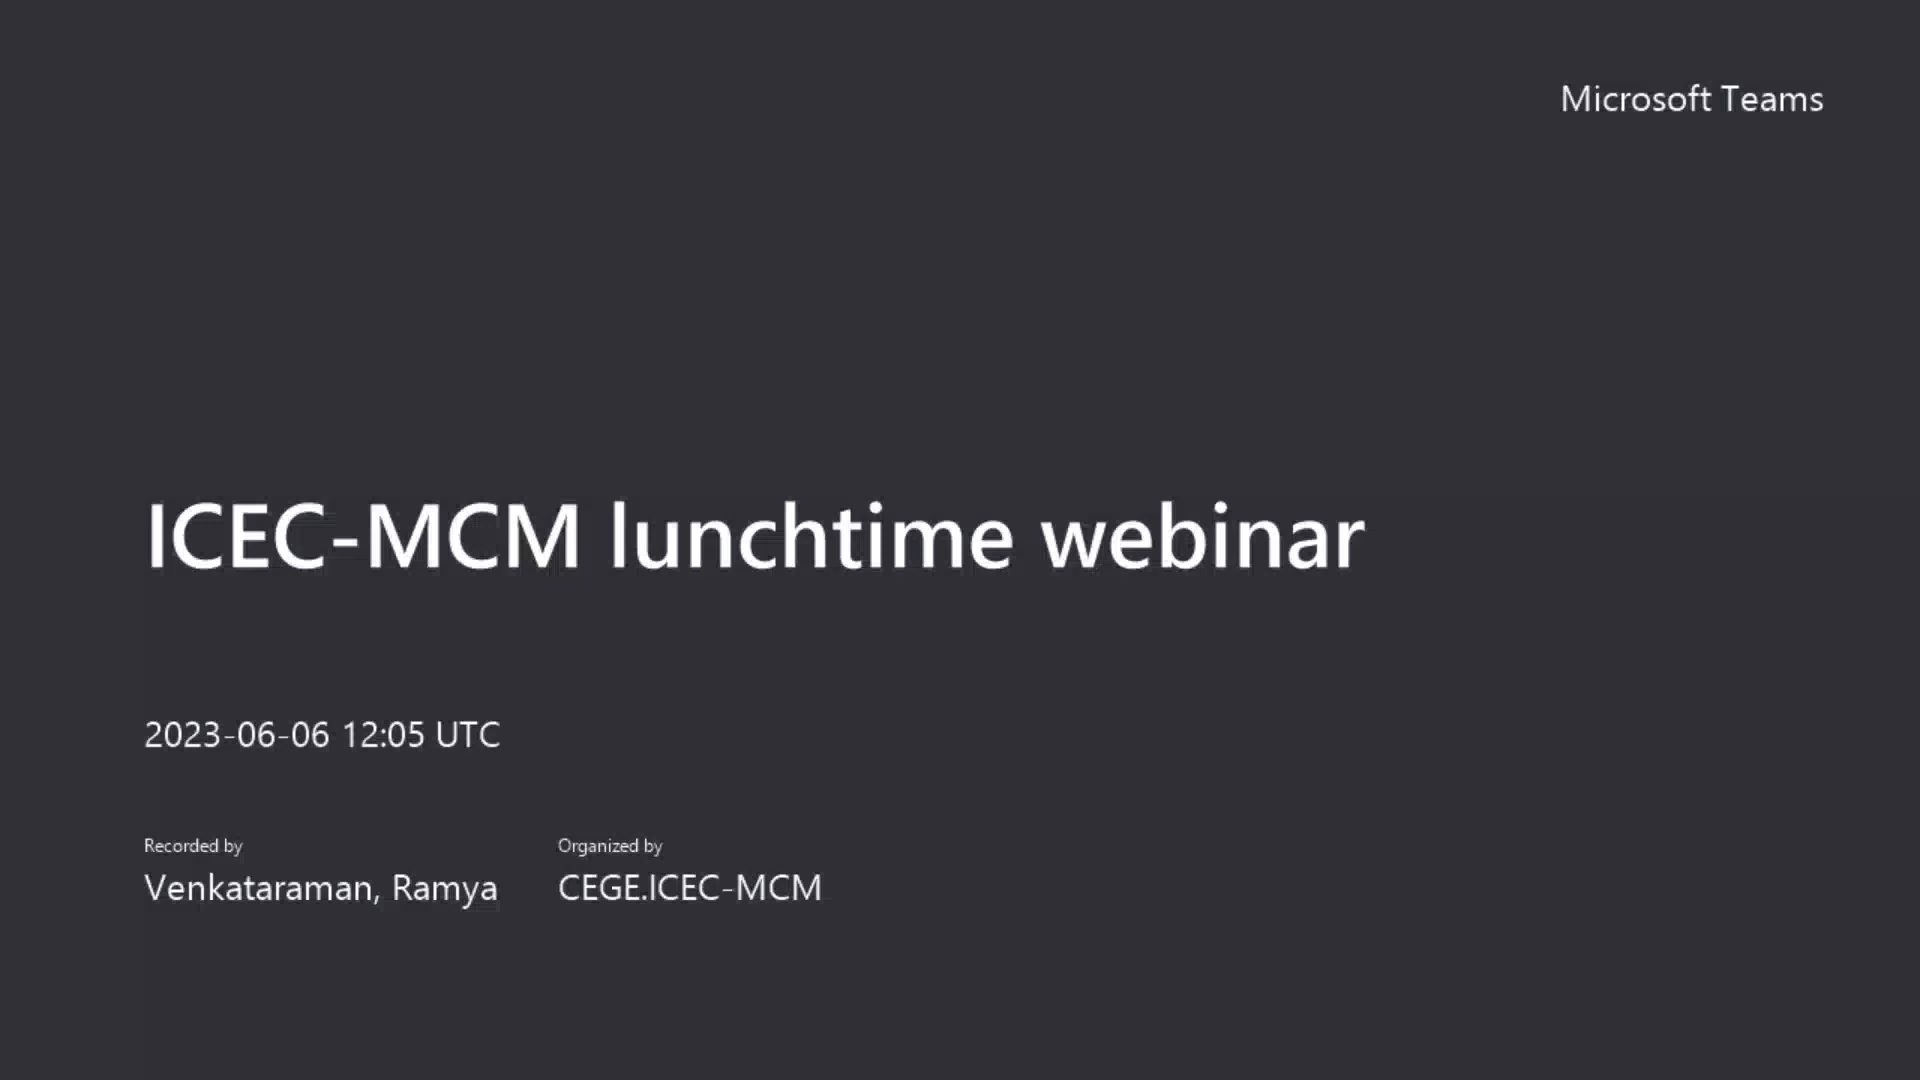 Microsoft Teams
ICEC-MCM lunchtime webinar
2023-06-06 12:05 UTC
Recorded by
Organized by
Venkataraman, Ramya
CEGE.ICEC-MCM